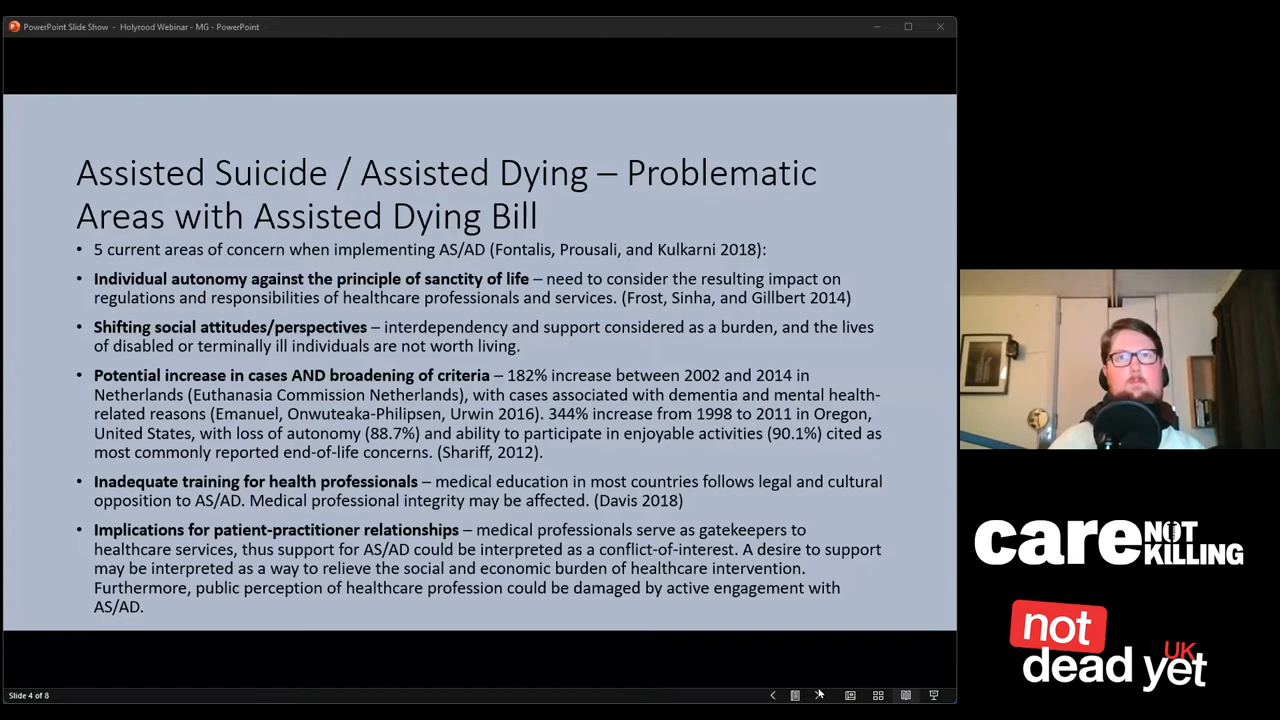 PowerPoint Slide Show - Holyrood Webinar - MG - PowerPoint
Assisted Suicide / Assisted Dying – Problematic
Areas with Assisted Dying Bill
• 5 current areas of concern when implementing AS/AD (Fontalis, Prousali, and Kulkarni 2018):
• Individual autonomy against the principle of sanctity of life – need to consider the resulting impact on
regulations and responsibilities of healthcare professionals and services. (Frost, Sinha, and Gillbert 2014)
• Shifting social attitudes/perspectives – interdependency and support considered as a burden, and the lives
of disabled or terminally ill individuals are not worth living.
• Potential increase in cases AND broadening of criteria – 182% increase between 2002 and 2014 in
Netherlands (Euthanasia Commission Netherlands), with cases associated with dementia and mental health-
related reasons (Emanuel, Onwuteaka-Philipsen, Urwin 2016). 344% increase from 1998 to 2011 in Oregon,
United States, with loss of autonomy (88.7%) and ability to participate in enjoyable activities (90.1%) cited as
most commonly reported end-of-life concerns. (Shariff, 2012).
• Inadequate training for health professionals – medical education in most countries follows legal and cultural
opposition to AS/AD. Medical professional integrity may be affected. (Davis 2018)
• Implications for patient-practitioner relationships – medical professionals serve as gatekeepers to
healthcare services, thus support for AS/AD could be interpreted as a conflict-of-interest. A desire to support
may be interpreted as a way to relieve the social and economic burden of healthcare intervention.
Furthermore, public perception of healthcare profession could be damaged by active engagement with
AS/AD.
Slide 4 of 8
care NOT
KILLING
not
UK
dead yet